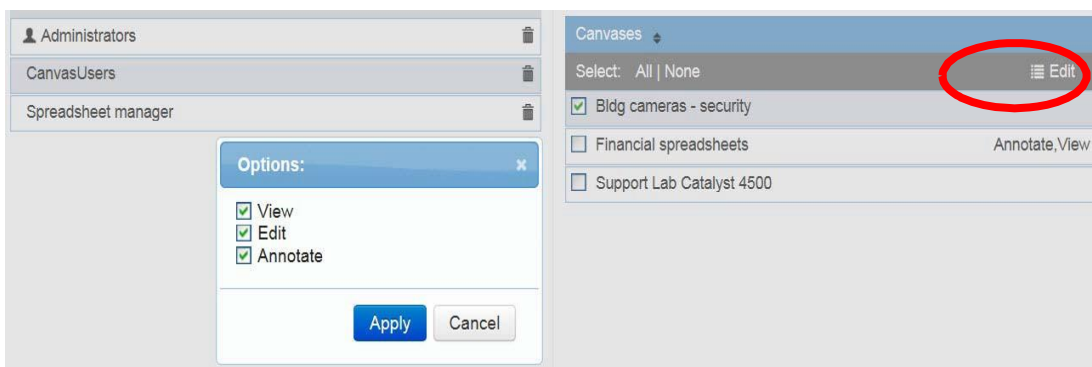 Administrators
CanvasUsers
Spreadsheet manager
Options:
View
Edit
Annotate
Apply Cancel
Canvases
Select: All | None Edit
Bldg cameras - security
Financial spreadsheets Annotate,View
Support Lab Catalyst 4500